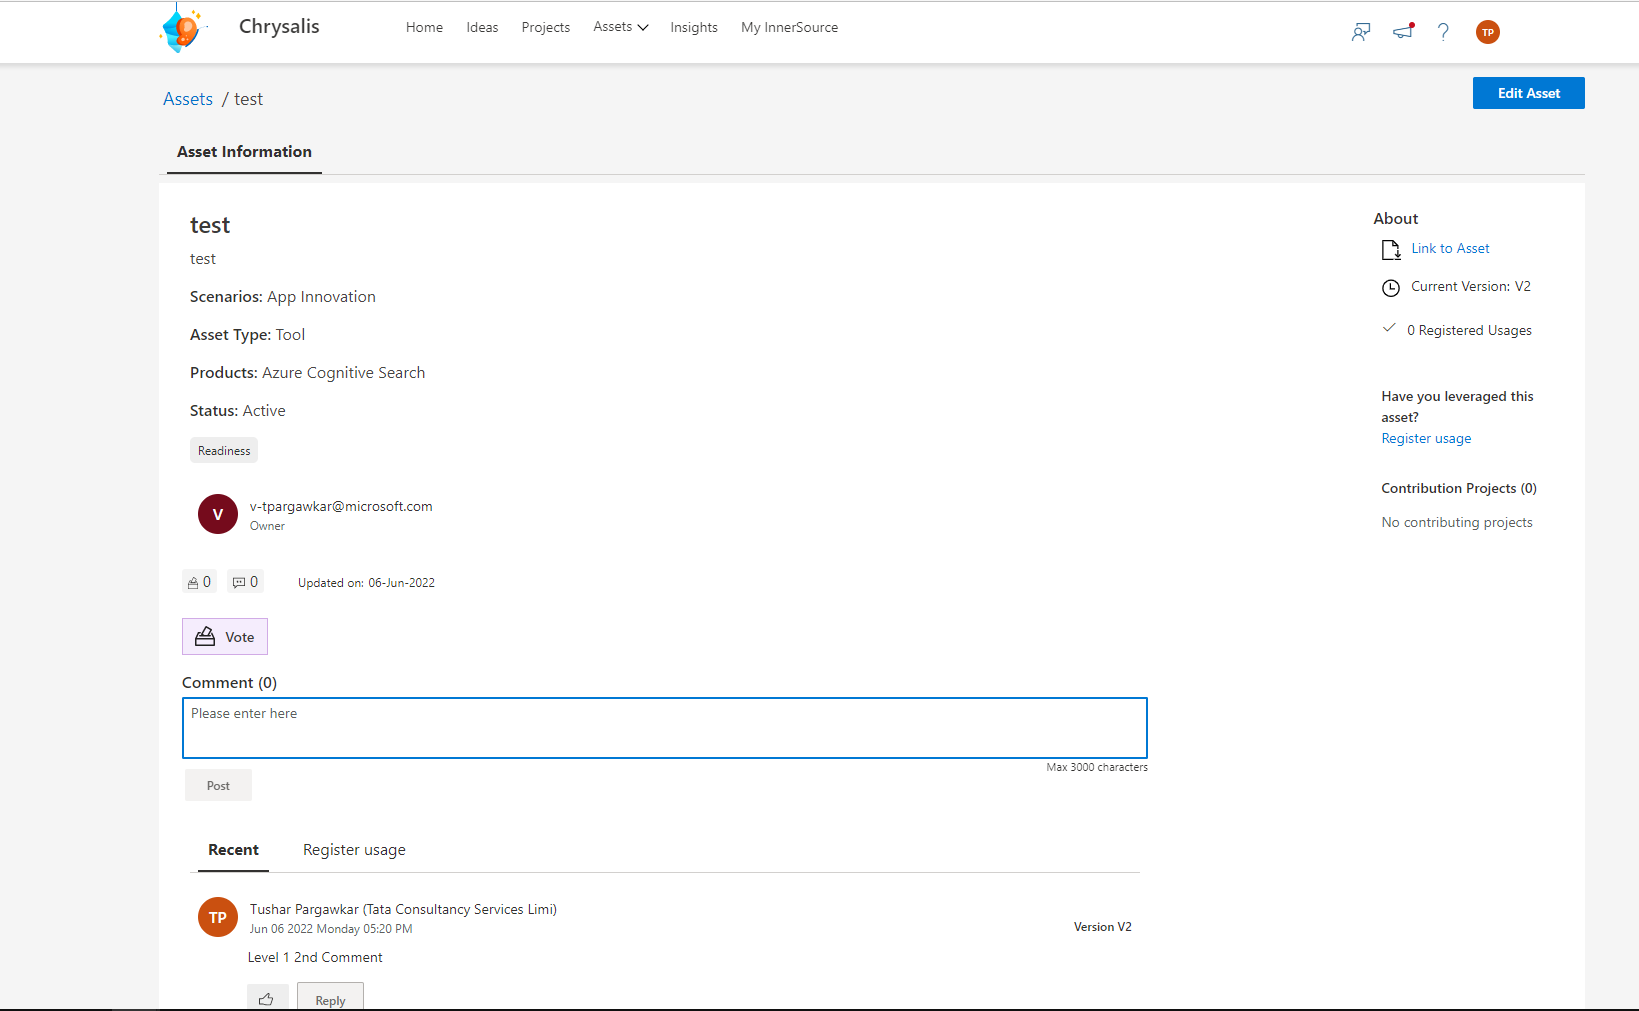 Chrysalis
Home Ideas Projects Assets Insights My InnerSource
? TP
Assets / test
Edit Asset
Asset Information
test
test
Scenarios: App Innovation
Asset Type: Tool
Products: Azure Cognitive Search
Status: Active
Readiness
V
v-tpargawkar@microsoft.com
Owner
0 0 Updated on: 06-Jun-2022
Vote
Comment (0)
Please enter here
Max 3000 characters
Post
Recent Register usage
TP
Tushar Pargawkar (Tata Consultancy Services Limi)
Jun 06 2022 Monday 05:20 PM
Version V2
Level 1 2nd Comment
Reply
About
Link to Asset
Current Version: V2
0 Registered Usages
Have you leveraged this
asset?
Register usage
Contribution Projects (0)
No contributing projects